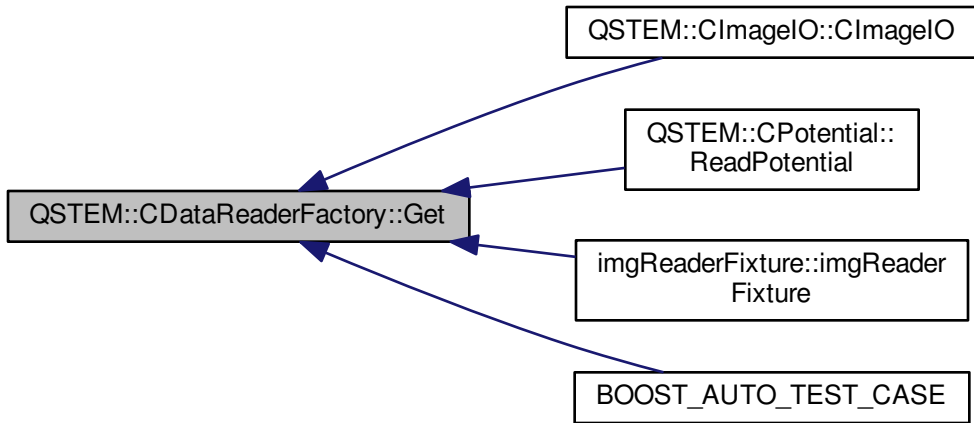 QSTEM::CImageIO::CImageIO
QSTEM::CPotential::
ReadPotential
QSTEM::CDataReaderFactory::Get
imgReaderFixture::imgReader
Fixture
BOOST_AUTO_TEST_CASE